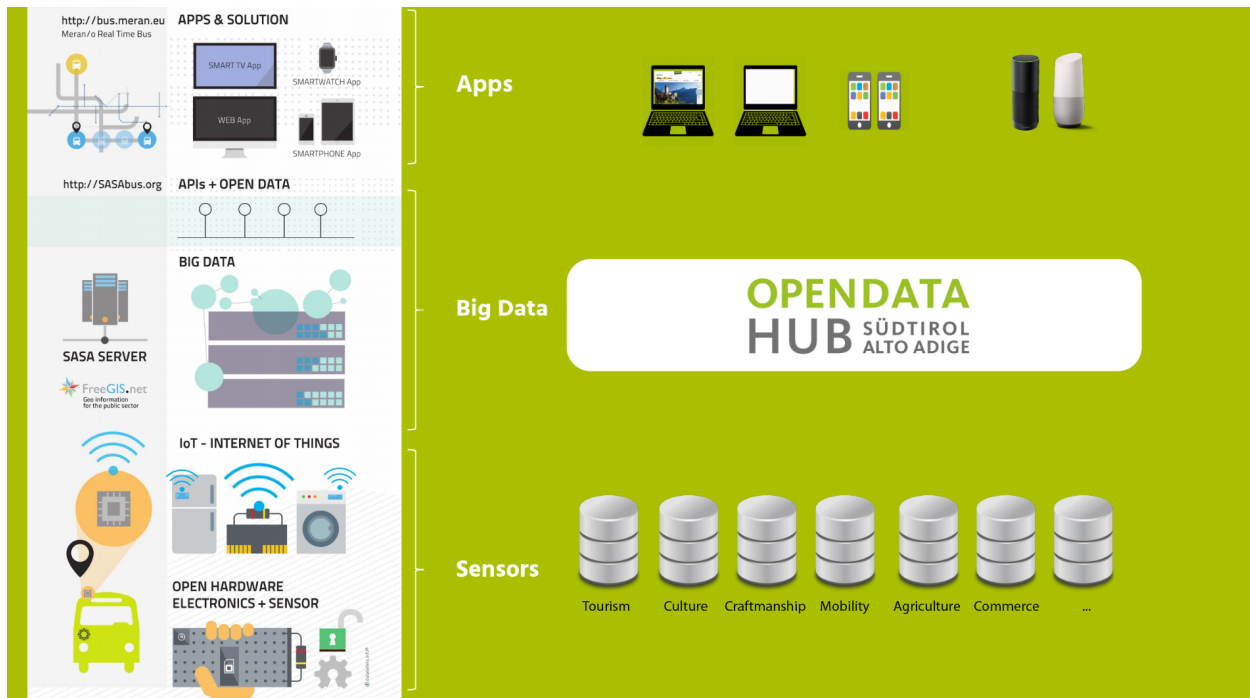 http://bus.meran.eu
Meran/o Real Time Bus
APPS & SOLUTION
SMART TV App
SMARTWATCH App
WEB App
SMARTPHONE App
http://SASAbus.org
APIs + OPEN DATA
BIG DATA
SASA SERVER
FreeGIS.net
Geo information
for the public sector
IoT - INTERNET OF THINGS
OPEN HARDWARE
ELECTRONICS + SENSOR
Apps
Big Data
OPENDATA
HUB SÜDTIROL
ALTO ADIGE
Sensors
Tourism
Culture
Craftmanship
Mobility
Agriculture
Commerce
...